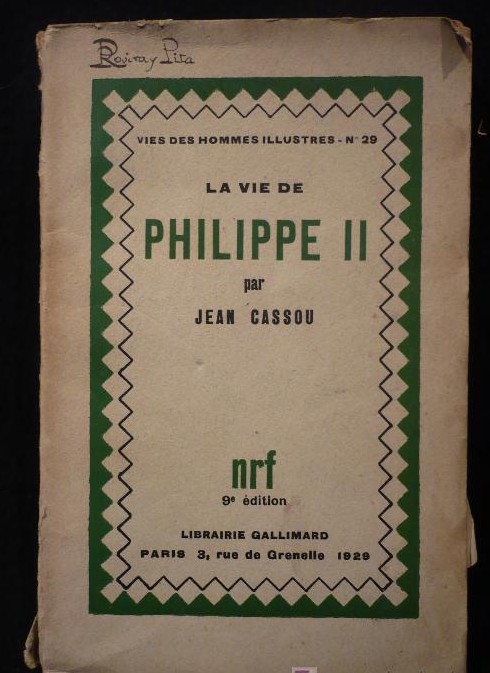 Rovira y Pita
VIES DES HOMMES ILLUSTRES - N° 29
LA VIE DE
PHILIPPE II
par
JEAN CASSOU
nrf
9e édition
LIBRAIRIE GALLIMARD
PARIS 3, rue de Grenelle 1929